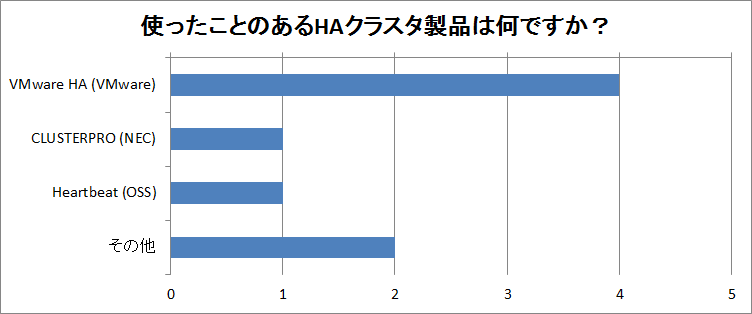 使ったことのあるHAクラスタ製品は何ですか？
VMware HA (VMware)
CLUSTERPRO (NEC)
Heartbeat (OSS)
その他
0 1 2 3 4 5